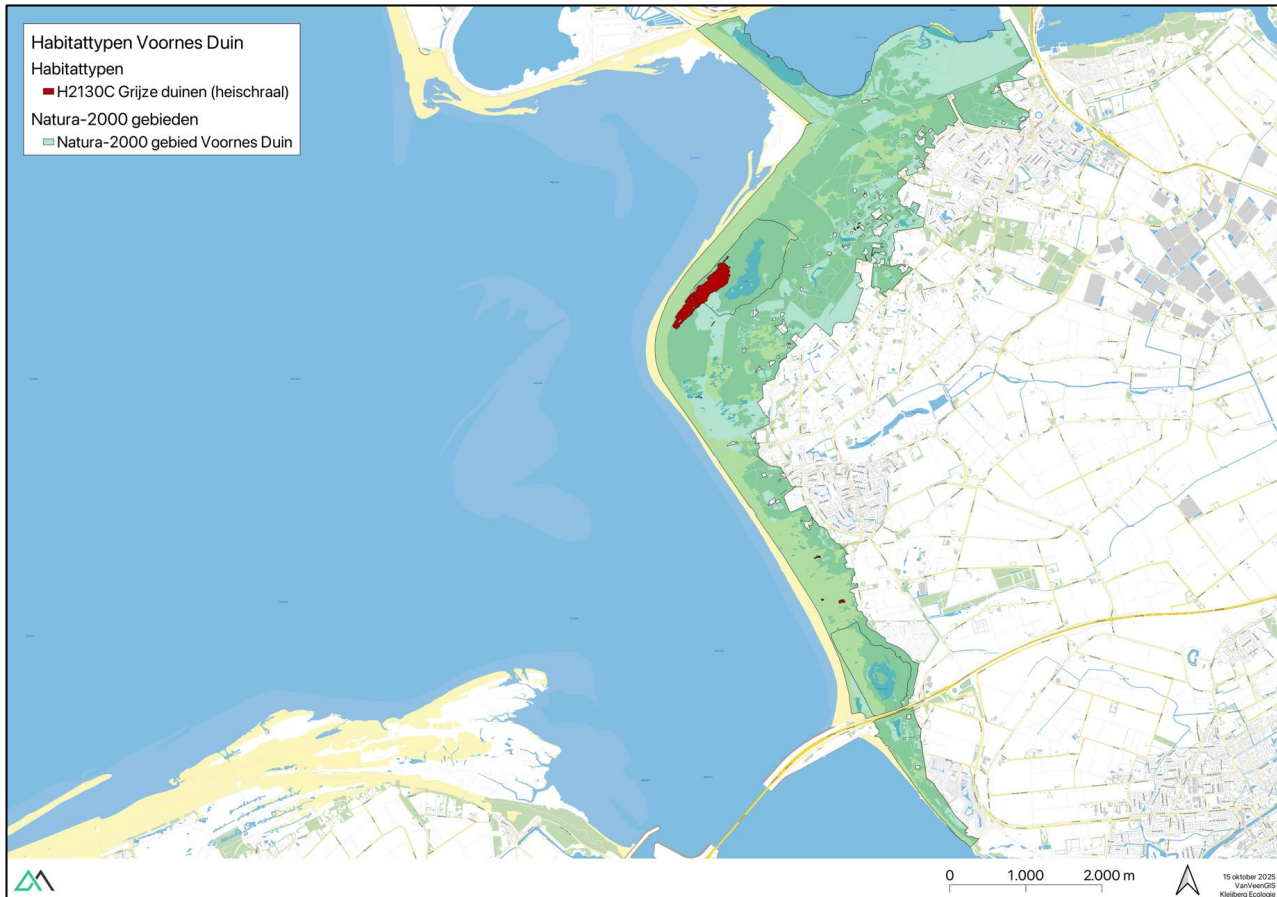 Habitattypen Voornes Duin
Habitattypen
H2130C Grijze duinen (heischraal)
Natura-2000 gebieden
Natura-2000 gebied Voornes Duin
0 1.000 2.000 m
15 oktober 2025
VanVeenGIS
Kleijberg Ecologie